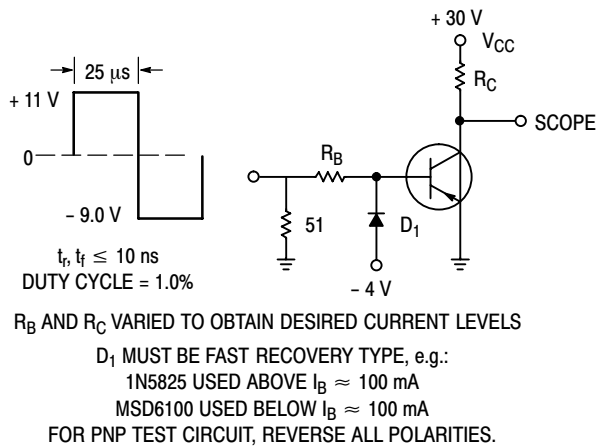 + 30 V
V_CC
25 μs
R_C
+ 11 V
SCOPE
0
R_B
51
D_1
– 9.0 V
t_r, t_f ≤ 10 ns
– 4 V
DUTY CYCLE = 1.0%
R_B AND R_C VARIED TO OBTAIN DESIRED CURRENT LEVELS
D_1 MUST BE FAST RECOVERY TYPE, e.g.:
1N5825 USED ABOVE I_B ≈ 100 mA
MSD6100 USED BELOW I_B ≈ 100 mA
FOR PNP TEST CIRCUIT, REVERSE ALL POLARITIES.